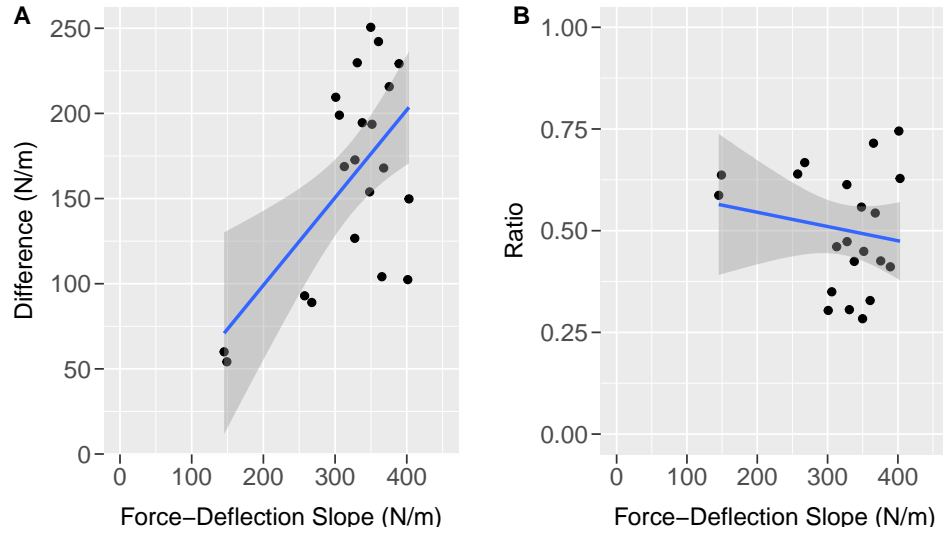 A
Difference (N/m)
250
200
150
100
50
0
0 100 200 300 400
Force−Deflection Slope (N/m)
B
Ratio
1.00
0.75
0.50
0.25
0.00
0 100 200 300 400
Force−Deflection Slope (N/m)